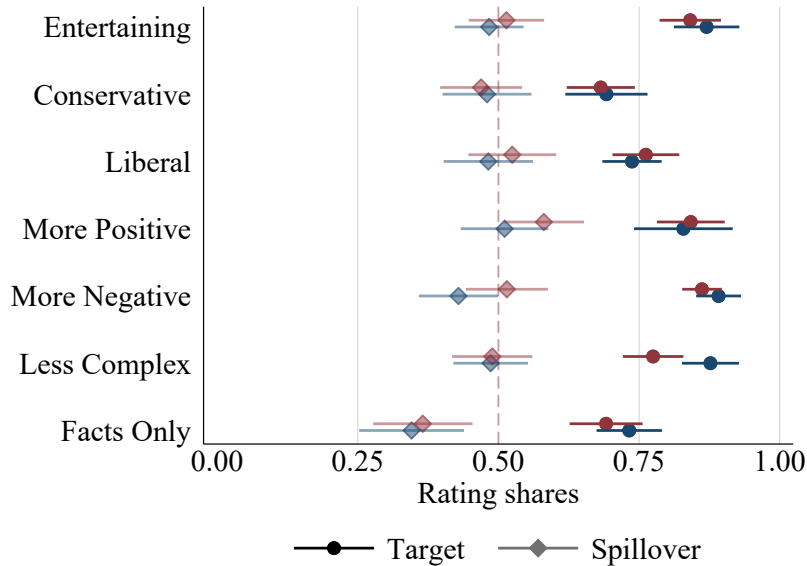 Entertaining
Conservative
Liberal
More Positive
More Negative
Less Complex
Facts Only
0.00 0.25 0.50 0.75 1.00
Rating shares
Target Spillover